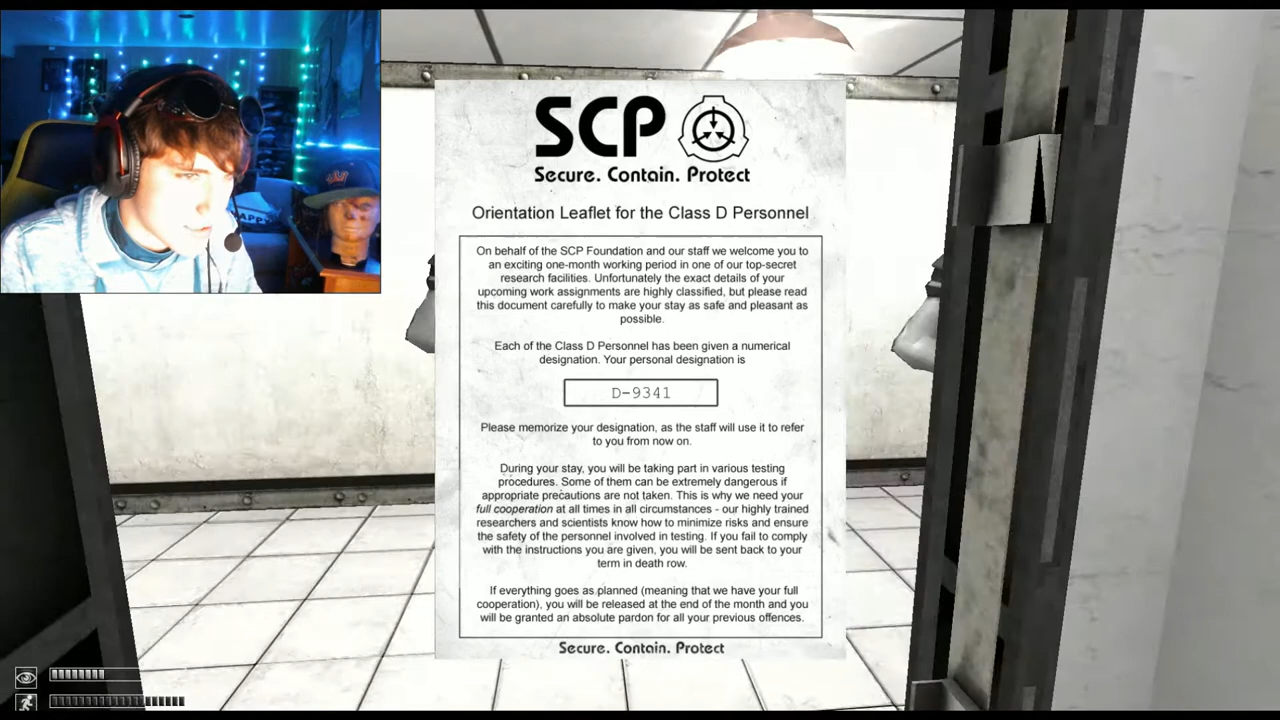 SCP
Secure. Contain. Protect
Orientation Leaflet for the Class D Personnel
On behalf of the SCP Foundation and our staff we welcome you to
an exciting one-month working period in one of our top-secret
research facilities. Unfortunately the exact details of your
upcoming work assignments are highly classified, but please read
this document carefully to make your stay as safe and pleasant as
possible.
Each of the Class D Personnel has been given a numerical
designation. Your personal designation is
D-9341
Please memorize your designation, as the staff will use it to refer
to you from now on.
During your stay, you will be taking part in various testing
procedures. Some of them can be extremely dangerous if
appropriate precautions are not taken. This is why we need your
full cooperation at all times in all circumstances - our highly trained
researchers and scientists know how to minimize risks and ensure
the safety of the personnel involved in testing. If you fail to comply
with the instructions you are given, you will be sent back to your
term in death row.
If everything goes as planned (meaning that we have your full
cooperation), you will be released at the end of the month and you
will be granted an absolute pardon for all your previous offences.
Secure. Contain. Protect